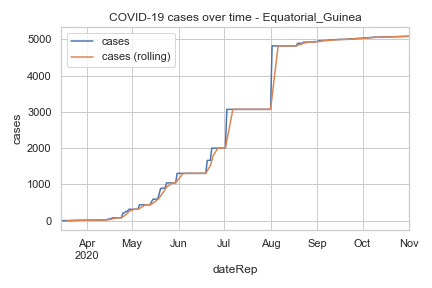 COVID-19 cases over time - Equatorial_Guinea
cases
cases (rolling)
5000
4000
3000
2000
1000
0
cases
Apr
2020
May
Jun
Jul
Aug
Sep
Oct
Nov
dateRep